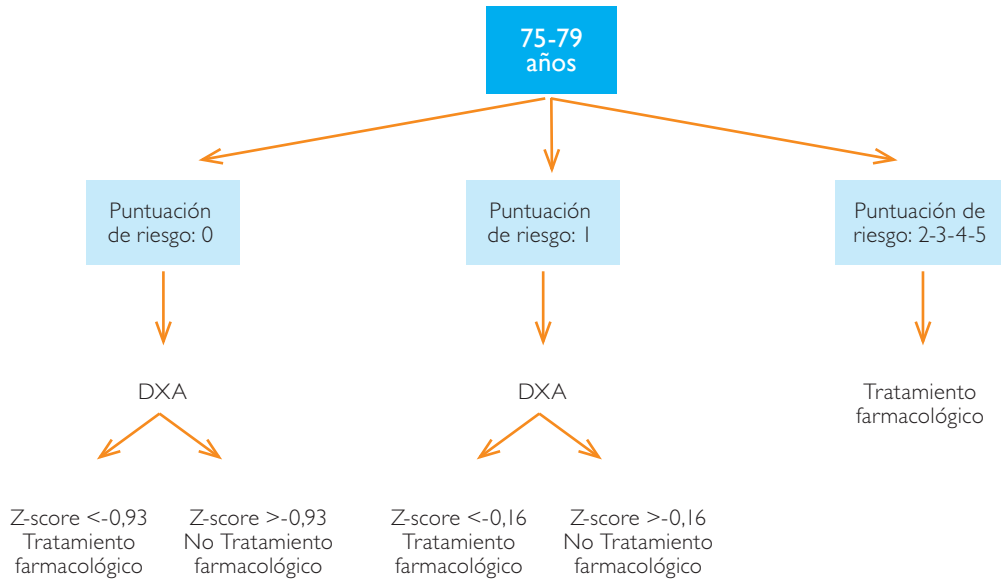 75-79
años
Puntuación
de riesgo: 0
Puntuación
de riesgo: 1
Puntuación de
riesgo: 2-3-4-5
DXA
DXA
Tratamiento
farmacológico
Z-score <-0,93
Tratamiento
farmacológico
Z-score >-0,93
No Tratamiento
farmacológico
Z-score <-0,16
Tratamiento
farmacológico
Z-score >-0,16
No Tratamiento
farmacológico